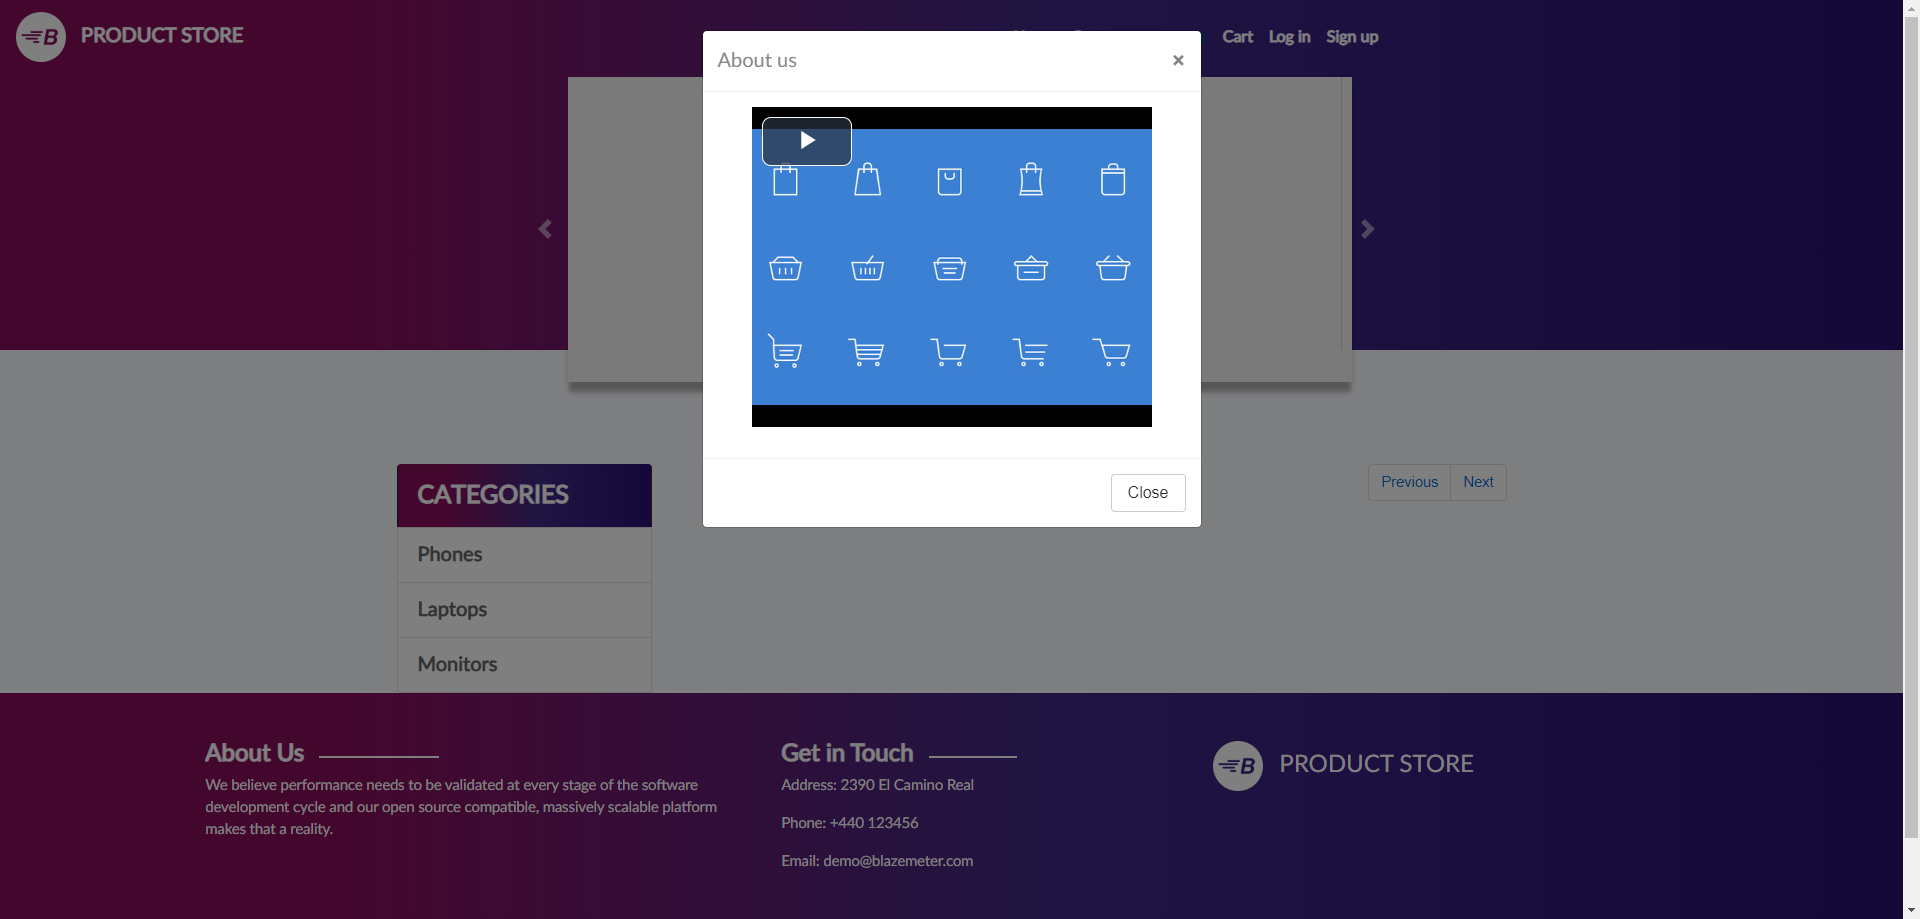 PRODUCT STORE
Cart
Log in
Sign up
About us
×
Close
CATEGORIES
Phones
Laptops
Monitors
Previous
Next
About Us
We believe performance needs to be validated at every stage of the software
development cycle and our open source compatible, massively scalable platform
makes that a reality.
Get in Touch
Address: 2390 El Camino Real
Phone: +440 123456
Email: demo@blazemeter.com
B PRODUCT STORE